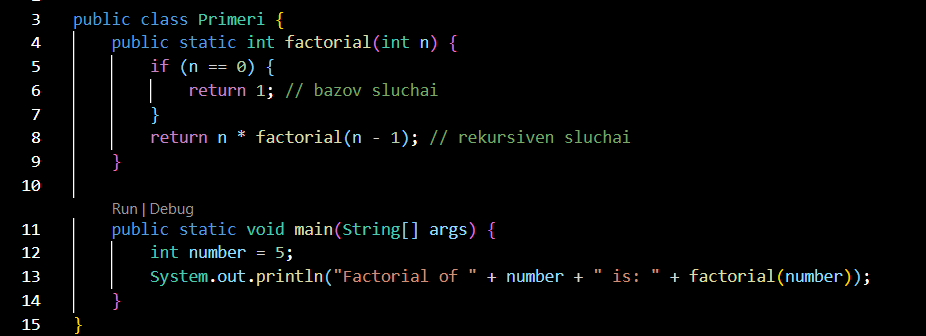 3 public class Primeri {
4 public static int factorial(int n) {
5 if (n == 0) {
6 return 1; // bazov sluchai
7 }
8 return n * factorial(n - 1); // rekursiven sluchai
9 }
10
Run | Debug
11 public static void main(String[] args) {
12 int number = 5;
13 System.out.println("Factorial of " + number + " is: " + factorial(number));
14 }
15 }